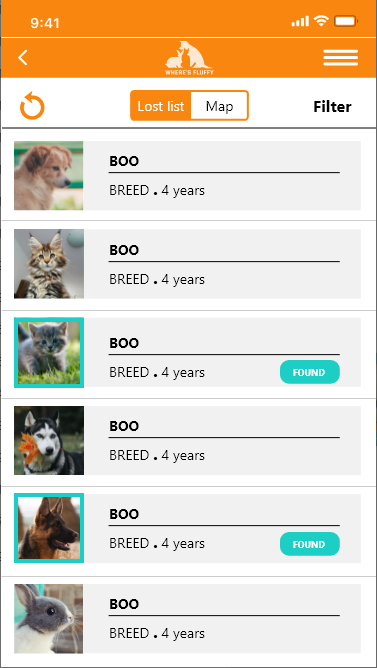 9:41
WHERE'S FLUFFY
Lost list Map Filter
BOO
BREED . 4 years
BOO
BREED . 4 years
BOO
BREED . 4 years FOUND
BOO
BREED . 4 years
BOO
BREED . 4 years FOUND
BOO
BREED . 4 years